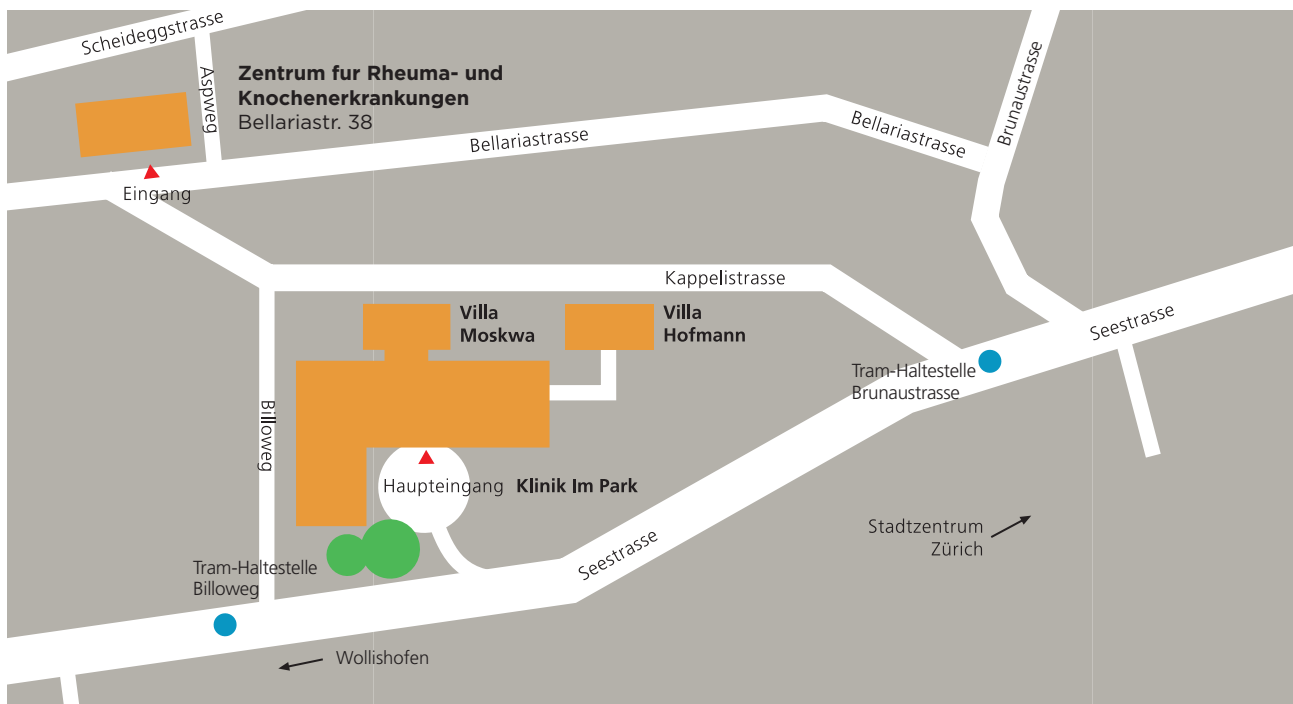 Scheideggstrasse
Aspweg
Zentrum fur Rheuma- und
Knochenerkrankungen
Bellariastr. 38
Bellariastrasse
Bellariastrasse
Brunaustrasse
Eingang
Kappelistrasse
Villa
Moskwa
Villa
Hofmann
Seestrasse
Tram-Haltestelle
Brunaustrasse
Billoweg
Haupteingang Klinik Im Park
Stadtzentrum
Zürich
Seestrasse
Tram-Haltestelle
Billoweg
Wollishofen